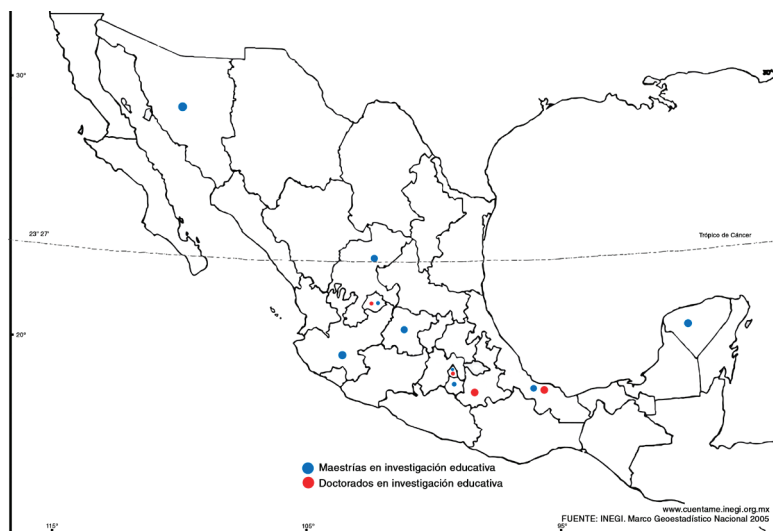 30°
30°
23° 27'
Trópico de Cáncer
20°
Maestrías en investigación educativa
Doctorados en investigación educativa
www.cuentame.inegi.org.mx
FUENTE: INEGI. Marco Geoestadístico Nacional 2005
115°
105°
95°